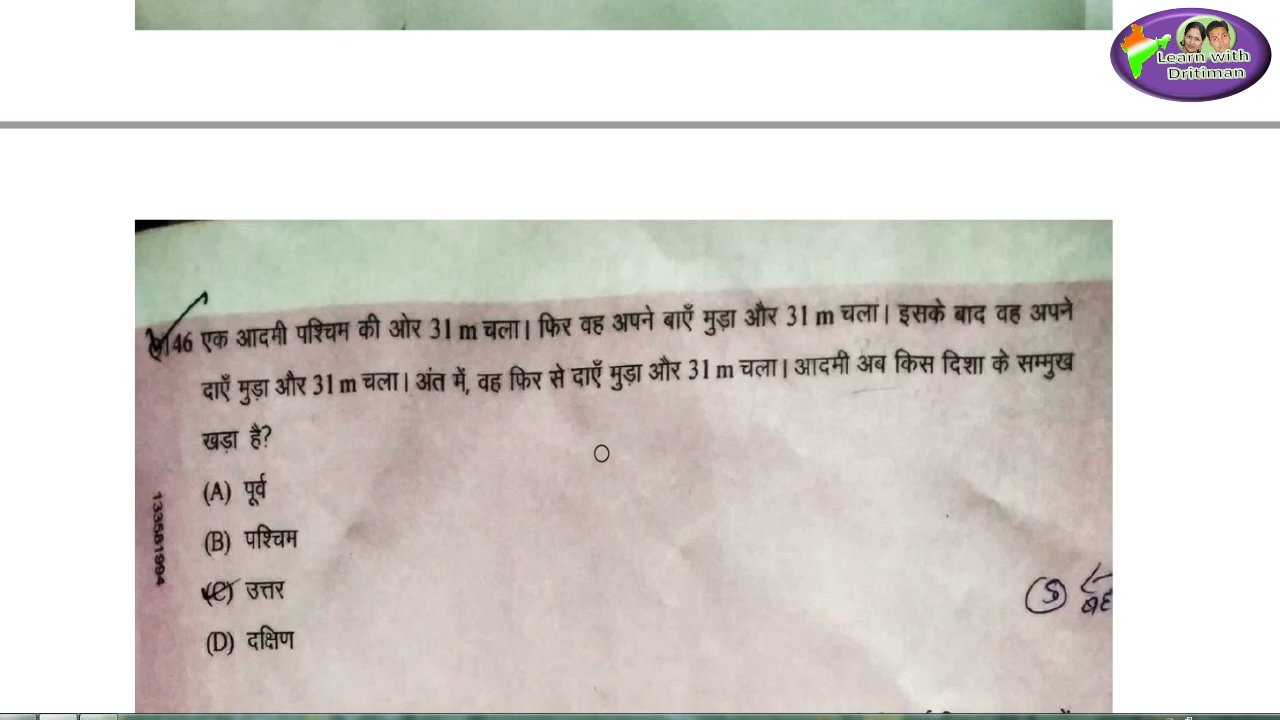 Learn with
Dritiman
146 एक आदमी पश्चिम की ओर 31 m चला। फिर वह अपने बाएँ मुड़ा और 31 m चला। इसके बाद वह अपने
दाएँ मुड़ा और 31 m चला। अंत में, वह फिर से दाएँ मुड़ा और 31 m चला। आदमी अब किस दिशा के सम्मुख
खड़ा है?
(A) पूर्व
(B) पश्चिम
(C) उत्तर
(D) दक्षिण
133581994